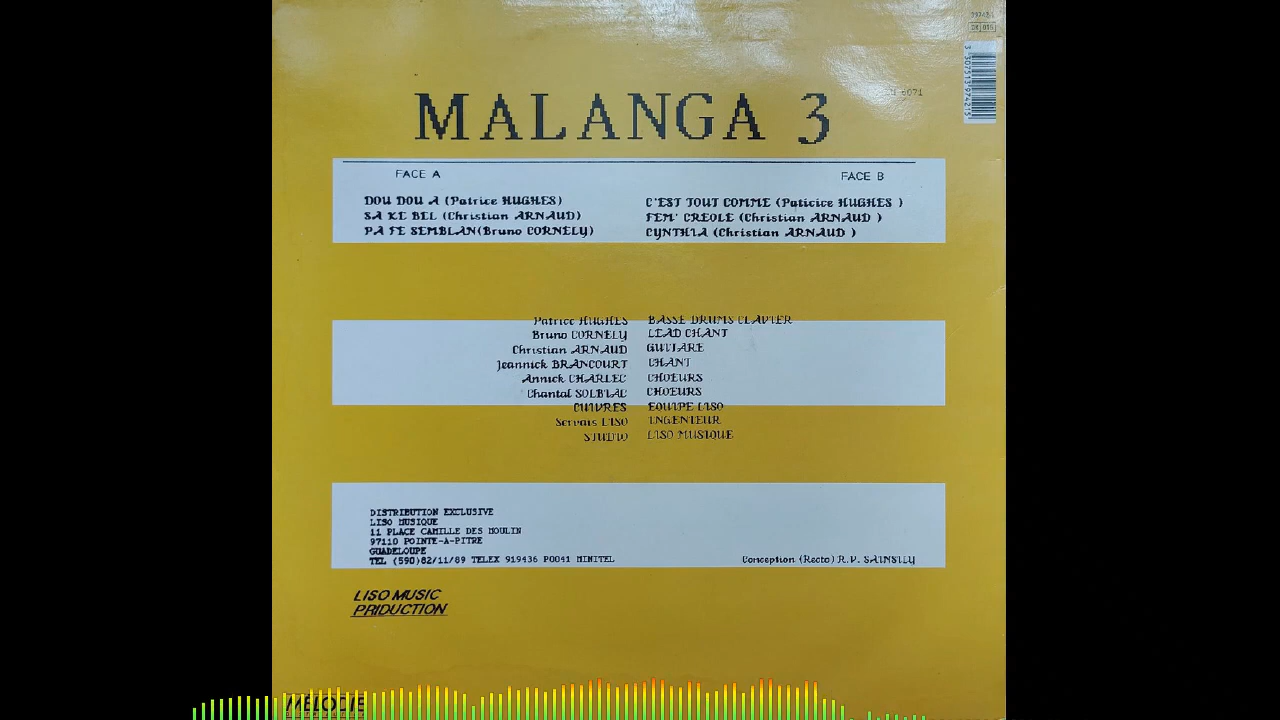 MALANGA 3
FACE A
FACE B
DOU DOU A (Patrice HUGHES)
SA KE BEL (Christian ARNAUD)
PA FE SEMBLAN(Bruno CORNELY)
C'EST TOUT COMME (Paticice HUGHES )
FEM' CREOLE (Christian ARNAUD )
CYNTHIA (Christian ARNAUD )
Patrice HUGHES BASSE DRUMS CLAVIER
Bruno CORNELY LEAD CHANT
Christian ARNAUD GUITARE
Jeannick BRANCOURT CHANT
Annick CHARLEC CHOEURS
Chantal SOLBIAC CHOEURS
CUIVRES EQUIPE LISO
Servais LISO INGENIEUR
STUDIO LISO MUSIQUE
DISTRIBUTION EXCLUSIVE
LISO MUSIQUE
11 PLACE CAMILLE DES MOULIN
97110 POINTE-A-PITRE
GUADELOUPE
TEL (590)82/11/89 TELEX 919436 P0041 MINITEL
Conception (Recto) R.V. SAINSILY
LISO MUSIC
PRIDUCTION
MELODIE